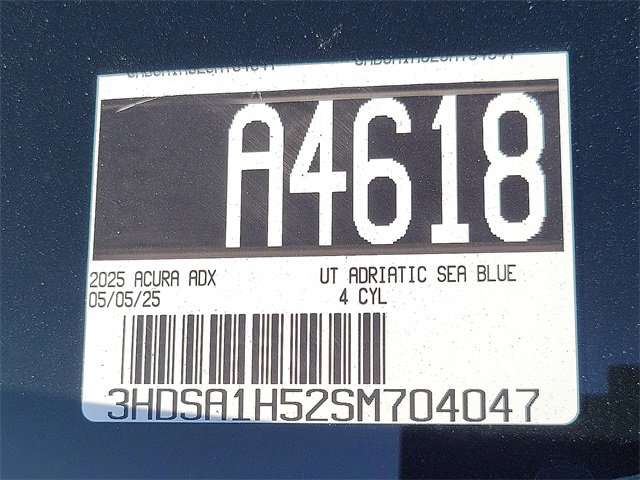 A4618
2025 ACURA ADX UT ADRIATIC SEA BLUE
05/05/25 4 CYL
3HDSA1H52SM704047